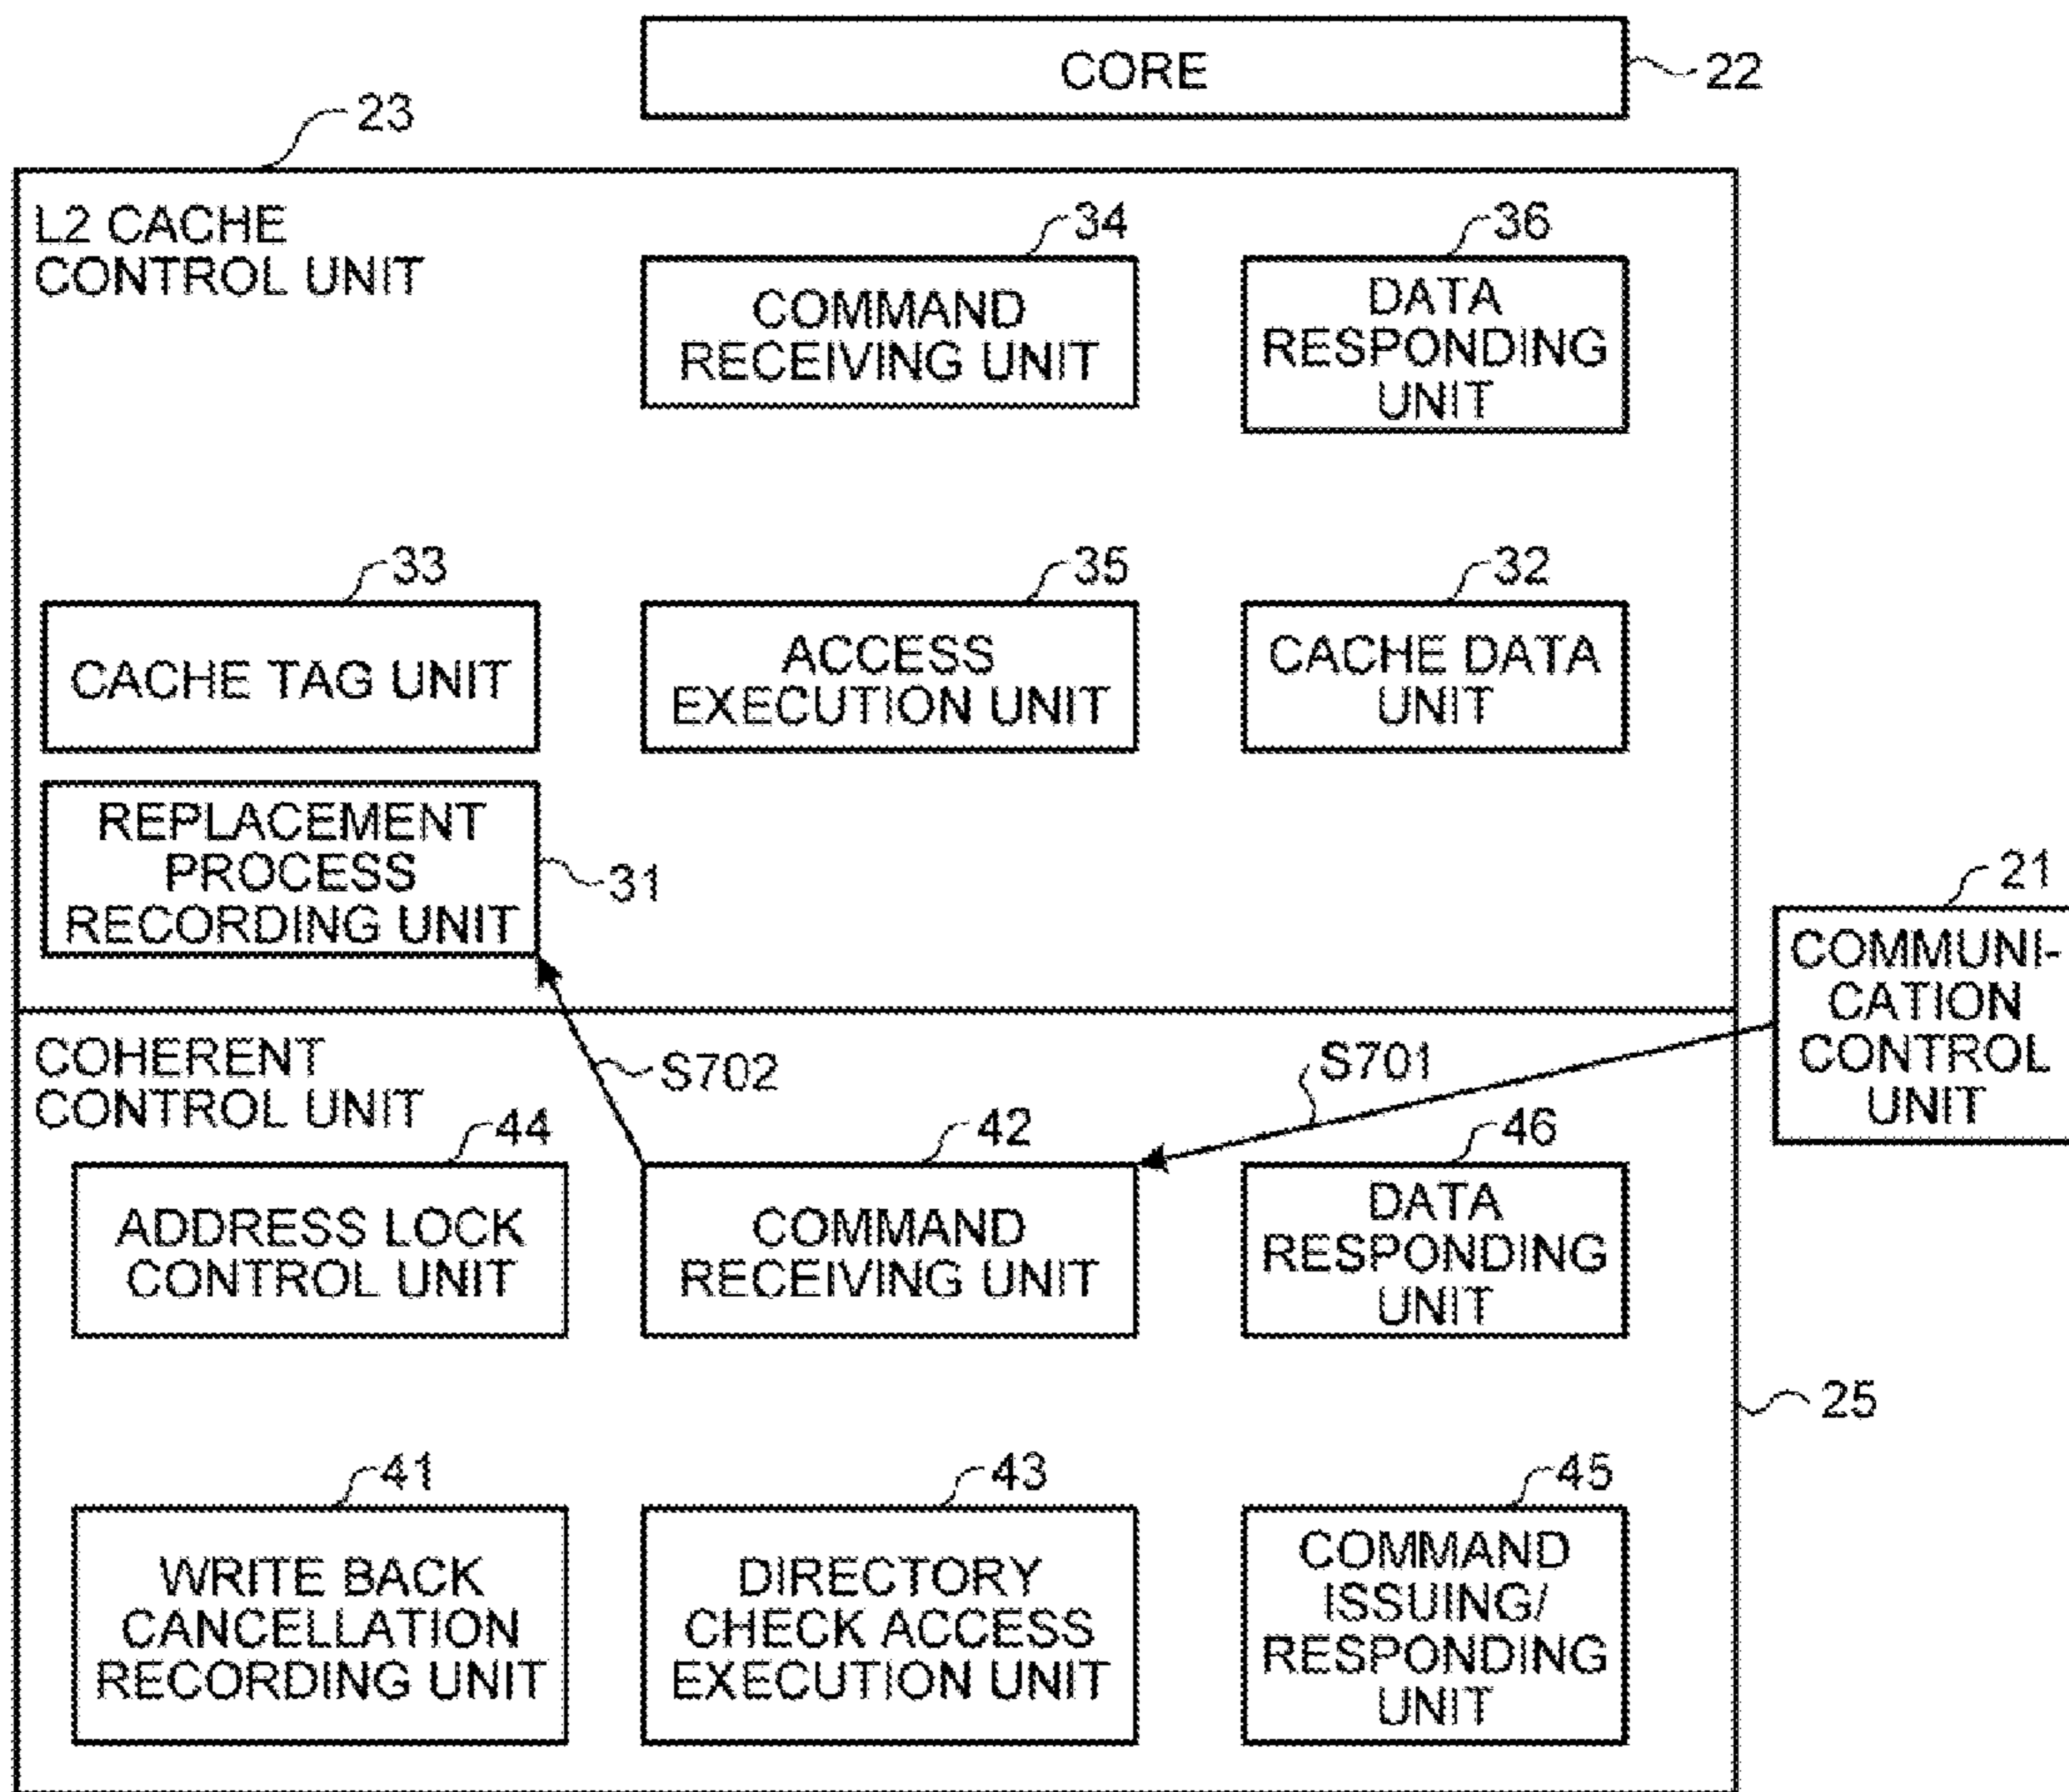 CORE
22
23
L2 CACHE
CONTROL UNIT
34
COMMAND
RECEIVING UNIT
36
DATA
RESPONDING
UNIT
33
CACHE TAG UNIT
35
ACCESS
EXECUTION UNIT
32
CACHE DATA
UNIT
REPLACEMENT
PROCESS
RECORDING UNIT
31
21
COMMUNI-
CATION
CONTROL
UNIT
COHERENT
CONTROL UNIT
S702
S701
44
ADDRESS LOCK
CONTROL UNIT
42
COMMAND
RECEIVING UNIT
46
DATA
RESPONDING
UNIT
25
41
WRITE BACK
CANCELLATION
RECORDING UNIT
43
DIRECTORY
CHECK ACCESS
EXECUTION UNIT
45
COMMAND
ISSUING/
RESPONDING
UNIT